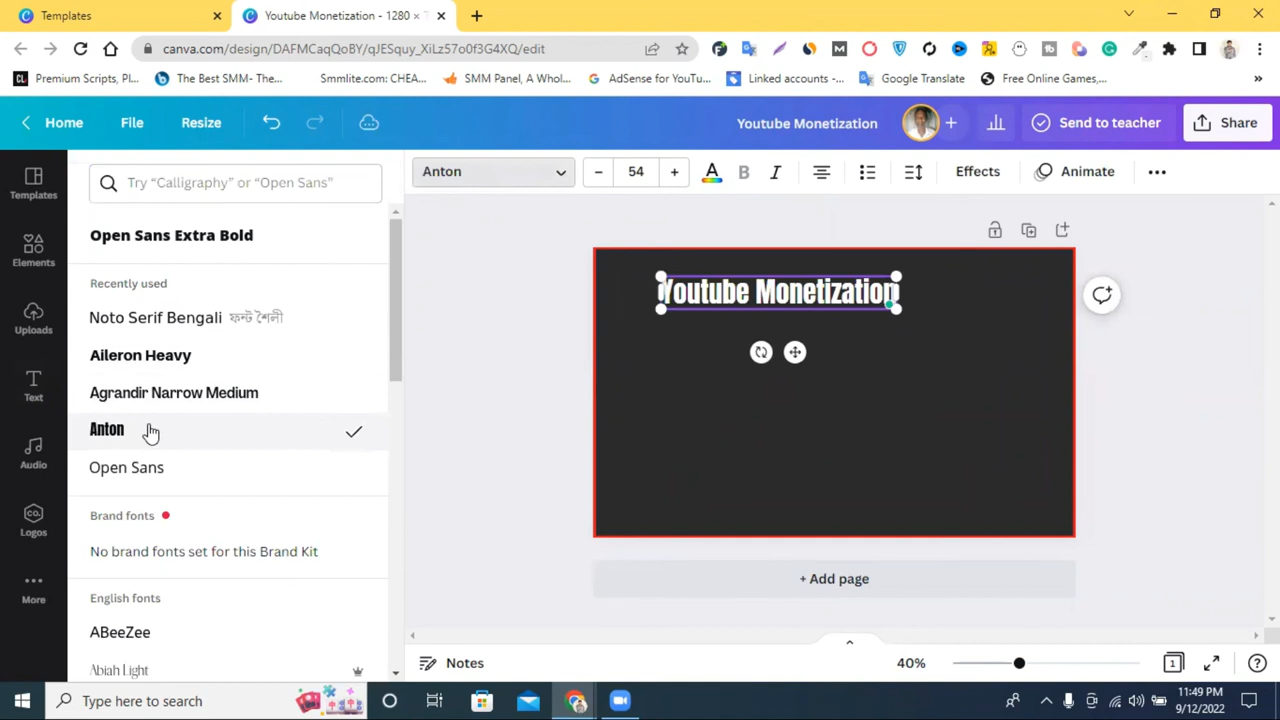 Templates
Youtube Monetization - 1280 × 7
canva.com/design/DAFMCaqQoBY/qJESquy_XiLz57o0f3G4XQ/edit
Premium Scripts, Pl...
The Best SMM- The...
Smmlite.com: CHEA...
SMM Panel, A Whol...
AdSense for YouTu...
Linked accounts -...
Google Translate
Free Online Games,...
Home
File
Resize
Youtube Monetization
Send to teacher
Share
Try “Calligraphy” or “Open Sans”
Anton
54
Effects
Animate
Templates
Elements
Uploads
Text
Audio
Logos
More
Open Sans Extra Bold
Recently used
Noto Serif Bengali ফন্ট শৈলী
Aileron Heavy
Agrandir Narrow Medium
Anton
Open Sans
Brand fonts
No brand fonts set for this Brand Kit
English fonts
ABeeZee
Abiah Light
Youtube Monetization
+ Add page
Notes
40%
1
Type here to search
11:49 PM
9/12/2022